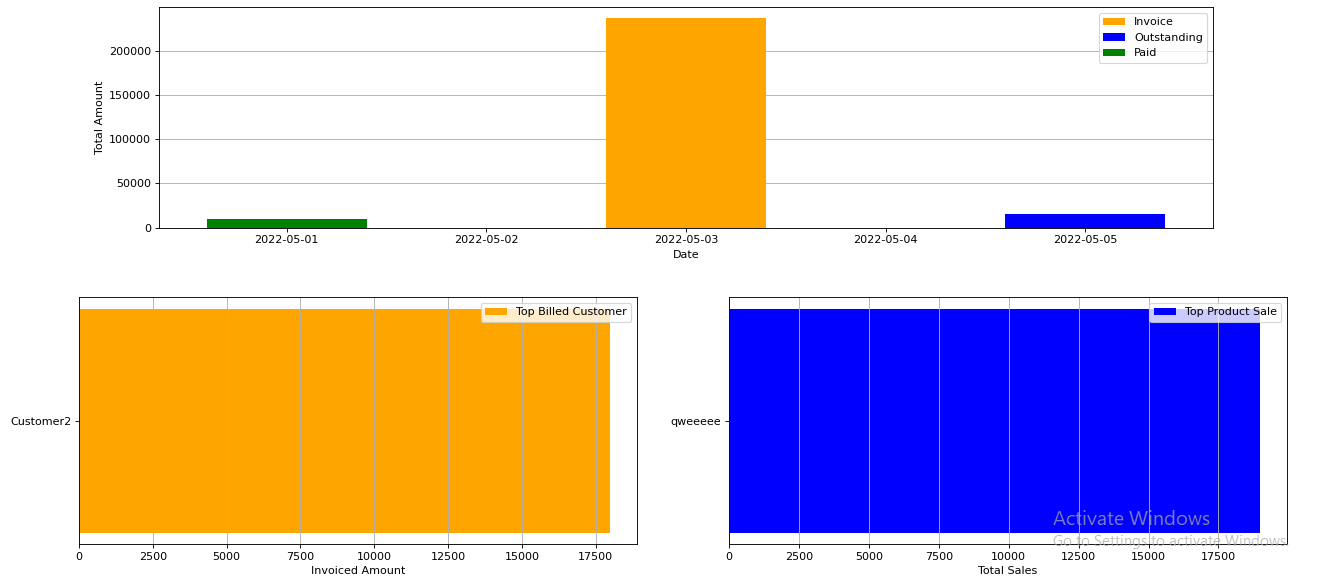 Invoice
Outstanding
Paid
200000
150000
100000
50000
0
Total Amount
2022-05-01 2022-05-02 2022-05-03 2022-05-04 2022-05-05
Date
Top Billed Customer
Customer2
0 2500 5000 7500 10000 12500 15000 17500
Invoiced Amount
Top Product Sale
qweeeee
0 2500 5000 7500 10000 12500 15000 17500
Total Sales
Activate Windows
Go to Settings to activate Windows.